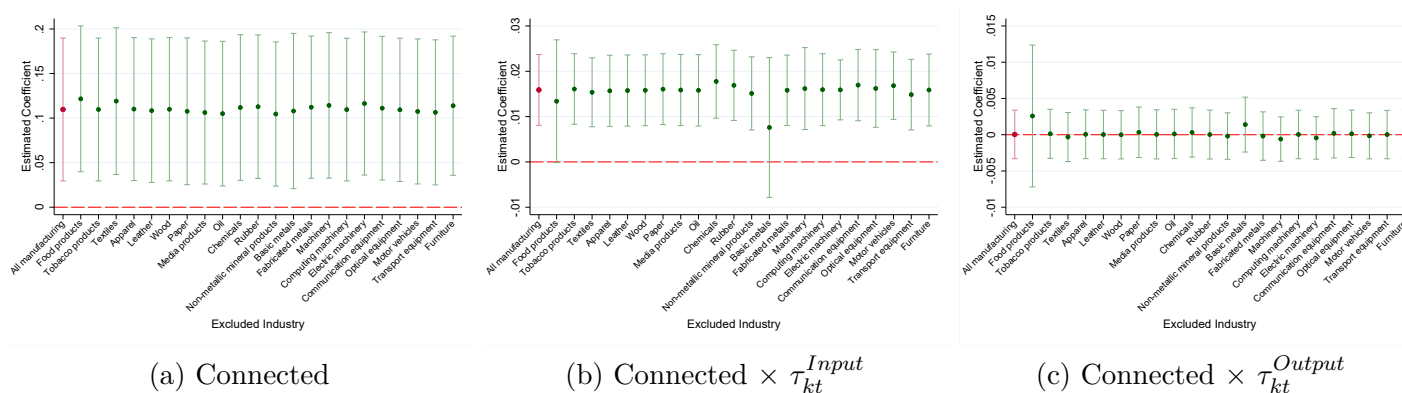 Estimated Coefficient
.2
.15
.1
.05
0
All manufacturing
Food products
Tobacco products
Textiles
Apparel
Leather
Wood
Paper
Media products
Oil
Chemicals
Rubber
Non-metallic mineral products
Basic metals
Fabricated metals
Machinery
Computing machinery
Electric machinery
Communication equipment
Optical equipment
Motor vehicles
Transport equipment
Furniture
Excluded Industry
(a) Connected
Estimated Coefficient
.03
.02
.01
0
-.01
All manufacturing
Food products
Tobacco products
Textiles
Apparel
Leather
Wood
Paper
Media products
Oil
Chemicals
Rubber
Non-metallic mineral products
Basic metals
Fabricated metals
Machinery
Computing machinery
Electric machinery
Communication equipment
Optical equipment
Motor vehicles
Transport equipment
Furniture
Excluded Industry
(b) Connected × τ_{kt}^{Input}
Estimated Coefficient
.015
.01
.005
0
-.005
-.01
All manufacturing
Food products
Tobacco products
Textiles
Apparel
Leather
Wood
Paper
Media products
Oil
Chemicals
Rubber
Non-metallic mineral products
Basic metals
Fabricated metals
Machinery
Computing machinery
Electric machinery
Communication equipment
Optical equipment
Motor vehicles
Transport equipment
Furniture
Excluded Industry
(c) Connected × τ_{kt}^{Output}